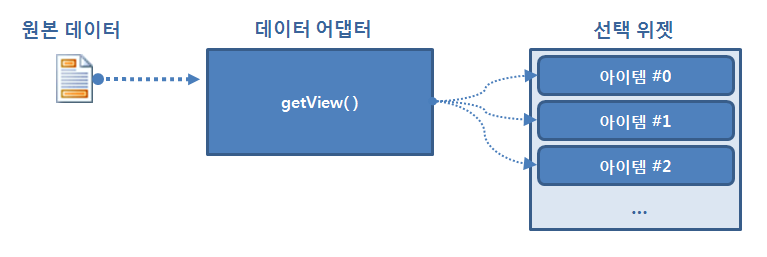 원본 데이터
데이터 어댑터
선택 위젯
getView( )
아이템 #0
아이템 #1
아이템 #2
...